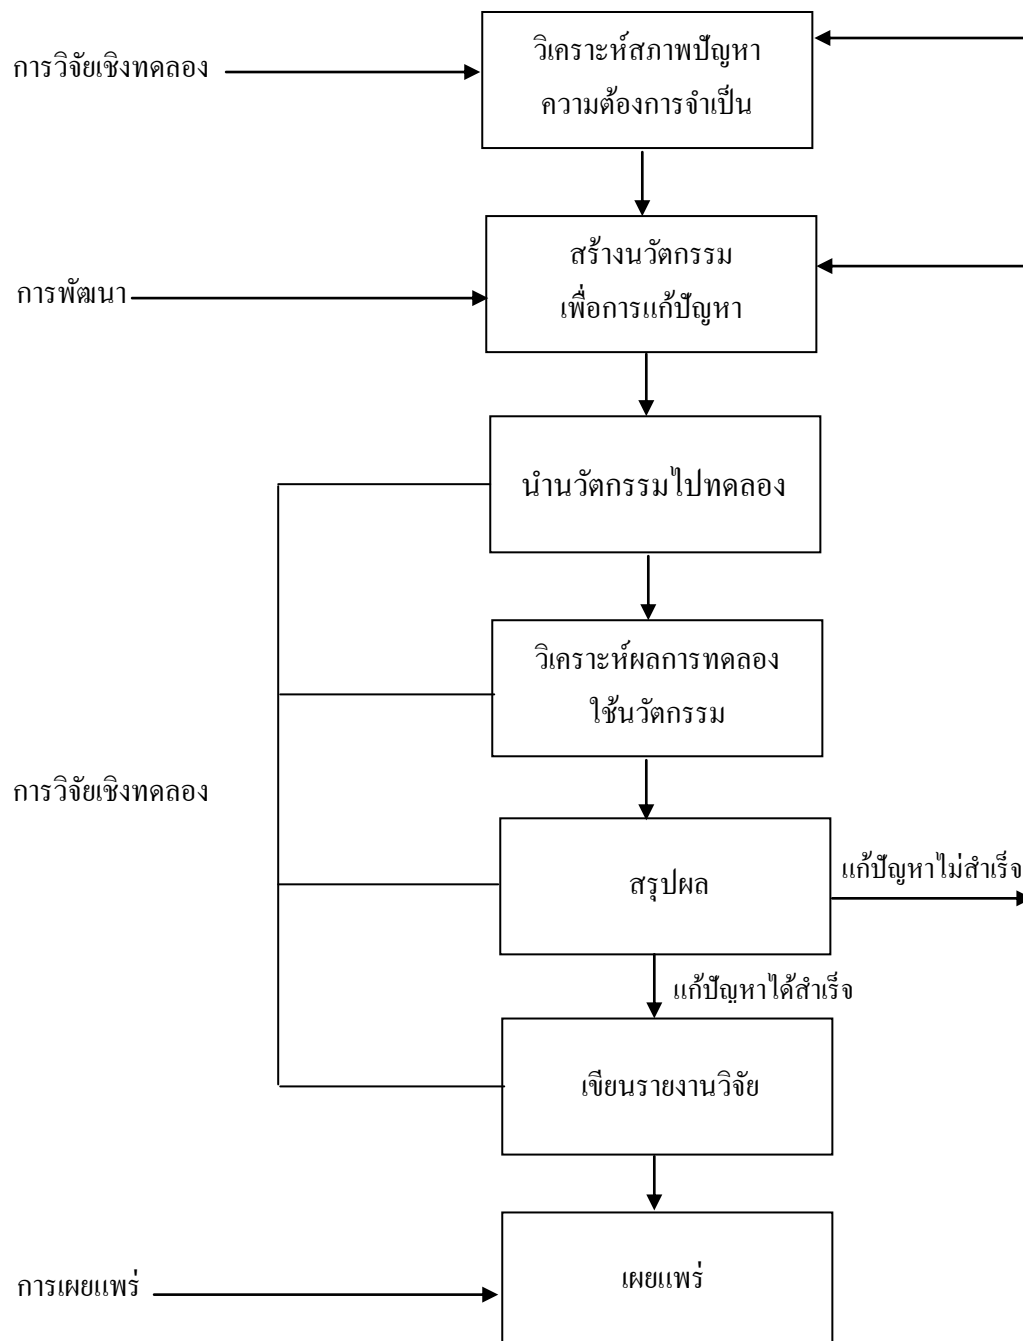 วิเคราะห์สภาพปัญหา
ความต้องการจำเป็น
การวิจัยเชิงทดลอง
สร้างนวัตกรรม
เพื่อการแก้ปัญหา
การพัฒนา
นำนวัตกรรมไปทดลอง
วิเคราะห์ผลการทดลอง
ใช้นวัตกรรม
การวิจัยเชิงทดลอง
สรุปผล
แก้ปัญหาไม่สำเร็จ
แก้ปัญหาได้สำเร็จ
เขียนรายงานวิจัย
การเผยแพร่
เผยแพร่